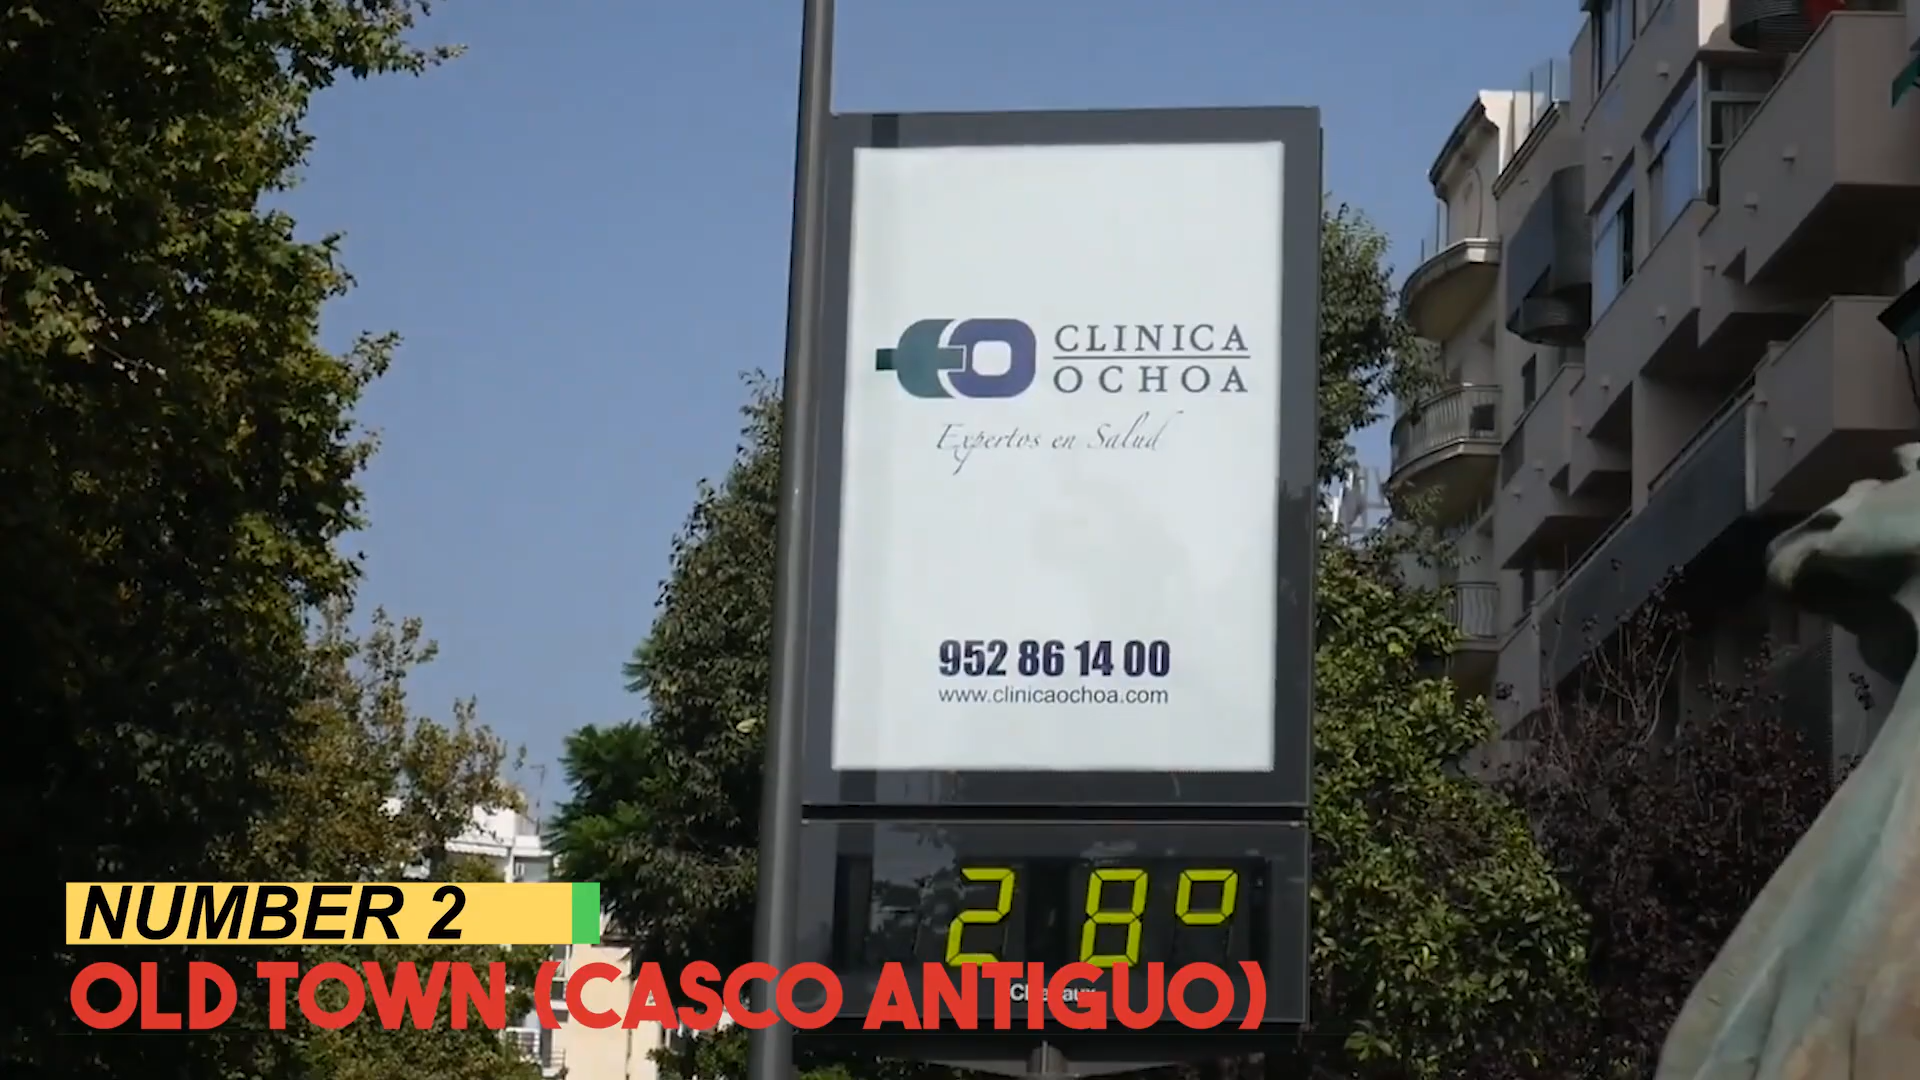 CLINICA
OCHOA
Expertos en Salud
952 86 14 00
www.clinicaochoa.com
28°
NUMBER 2
OLD TOWN (CASCO ANTIGUO)